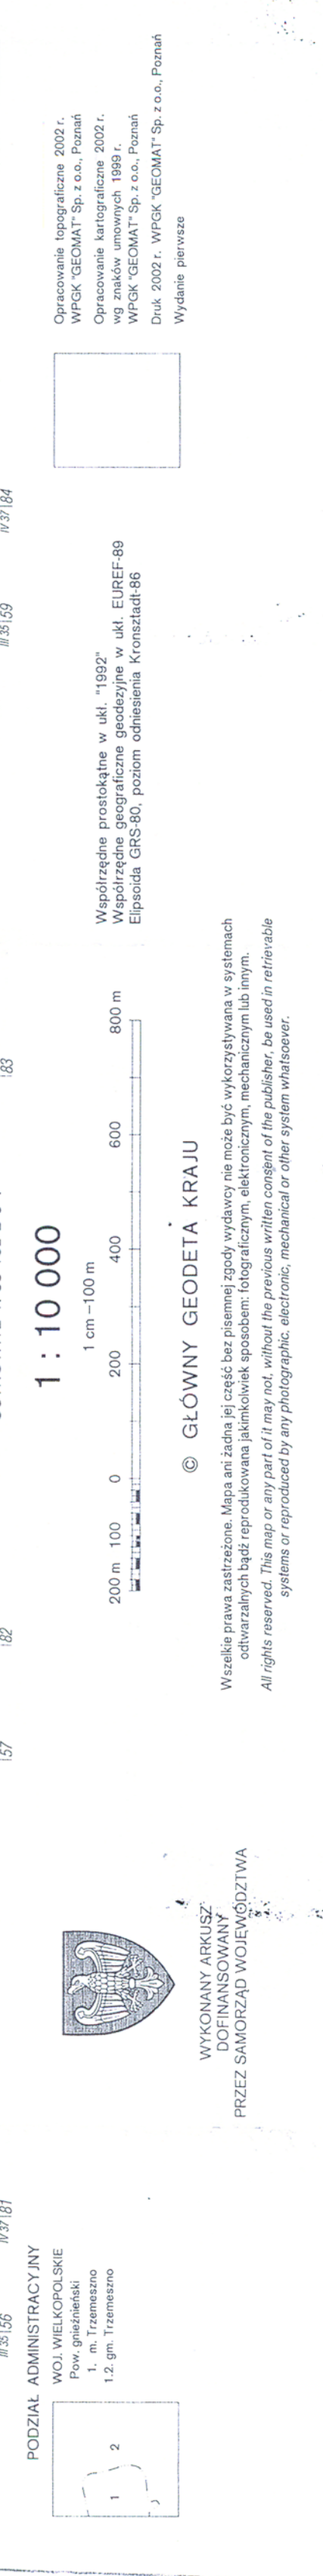 III 35|56
IV 37|81
|57
|82
|83
III 35|59
IV 37|84
PODZIAŁ ADMINISTRACYJNY
WOJ. WIELKOPOLSKIE
Pow. gnieźnieński
1. m. Trzemeszno
1.2. gm. Trzemeszno
1
2
WYKONANY ARKUSZ
DOFINANSOWANY
PRZEZ SAMORZĄD WOJEWÓDZTWA
1 : 10 000
1 cm – 100 m
200 m 100 0 200 400 600 800 m
© GŁÓWNY GEODETA KRAJU
Wszelkie prawa zastrzeżone. Mapa ani żadna jej część bez pisemnej zgody wydawcy nie może być wykorzystywana w systemach
odtwarzalnych bądź reprodukowana jakimkolwiek sposobem: fotograficznym, elektronicznym, mechanicznym lub innym.
All rights reserved. This map or any part of it may not, without the previous written consent of the publisher, be used in retrievable
systems or reproduced by any photographic, electronic, mechanical or other system whatsoever.
Współrzędne prostokątne w ukł. "1992"
Współrzędne geograficzne geodezyjne w ukł. EUREF-89
Elipsoida GRS-80, poziom odniesienia Kronsztadt-86
Opracowanie topograficzne 2002 r.
WPGK "GEOMAT" Sp. z o.o., Poznań
Opracowanie kartograficzne 2002 r.
wg znaków umownych 1999 r.
WPGK "GEOMAT" Sp. z o.o., Poznań
Druk 2002 r. WPGK "GEOMAT" Sp. z o.o., Poznań
Wydanie pierwsze